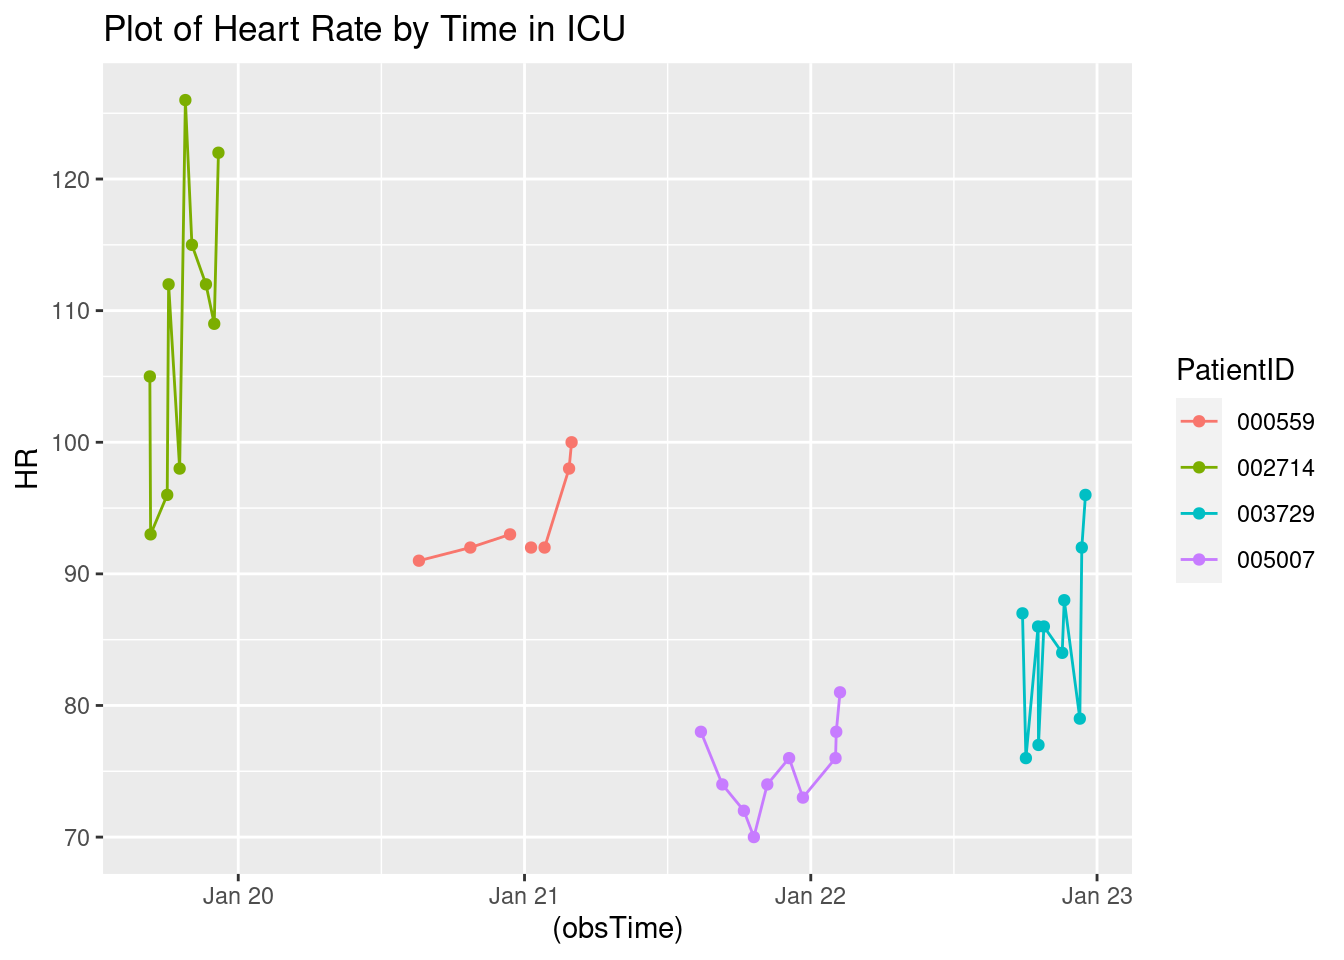 Plot of Heart Rate by Time in ICU
120
110
100
90
80
70
HR
Jan 20
Jan 21
Jan 22
Jan 23
(obsTime)
PatientID
000559
002714
003729
005007